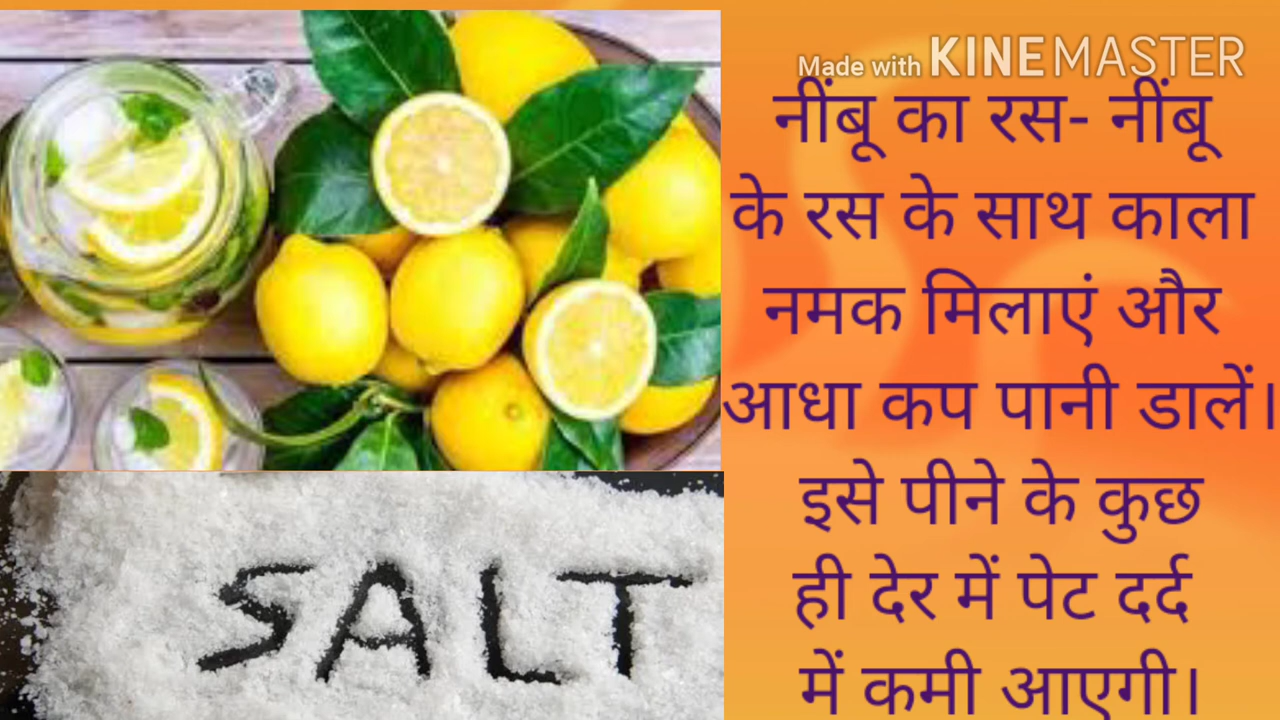 Made with KINEMASTER
नींबू का रस- नींबू
के रस के साथ काला
नमक मिलाएं और
आधा कप पानी डालें।
इसे पीने के कुछ
ही देर में पेट दर्द
में कमी आएगी।
SALT